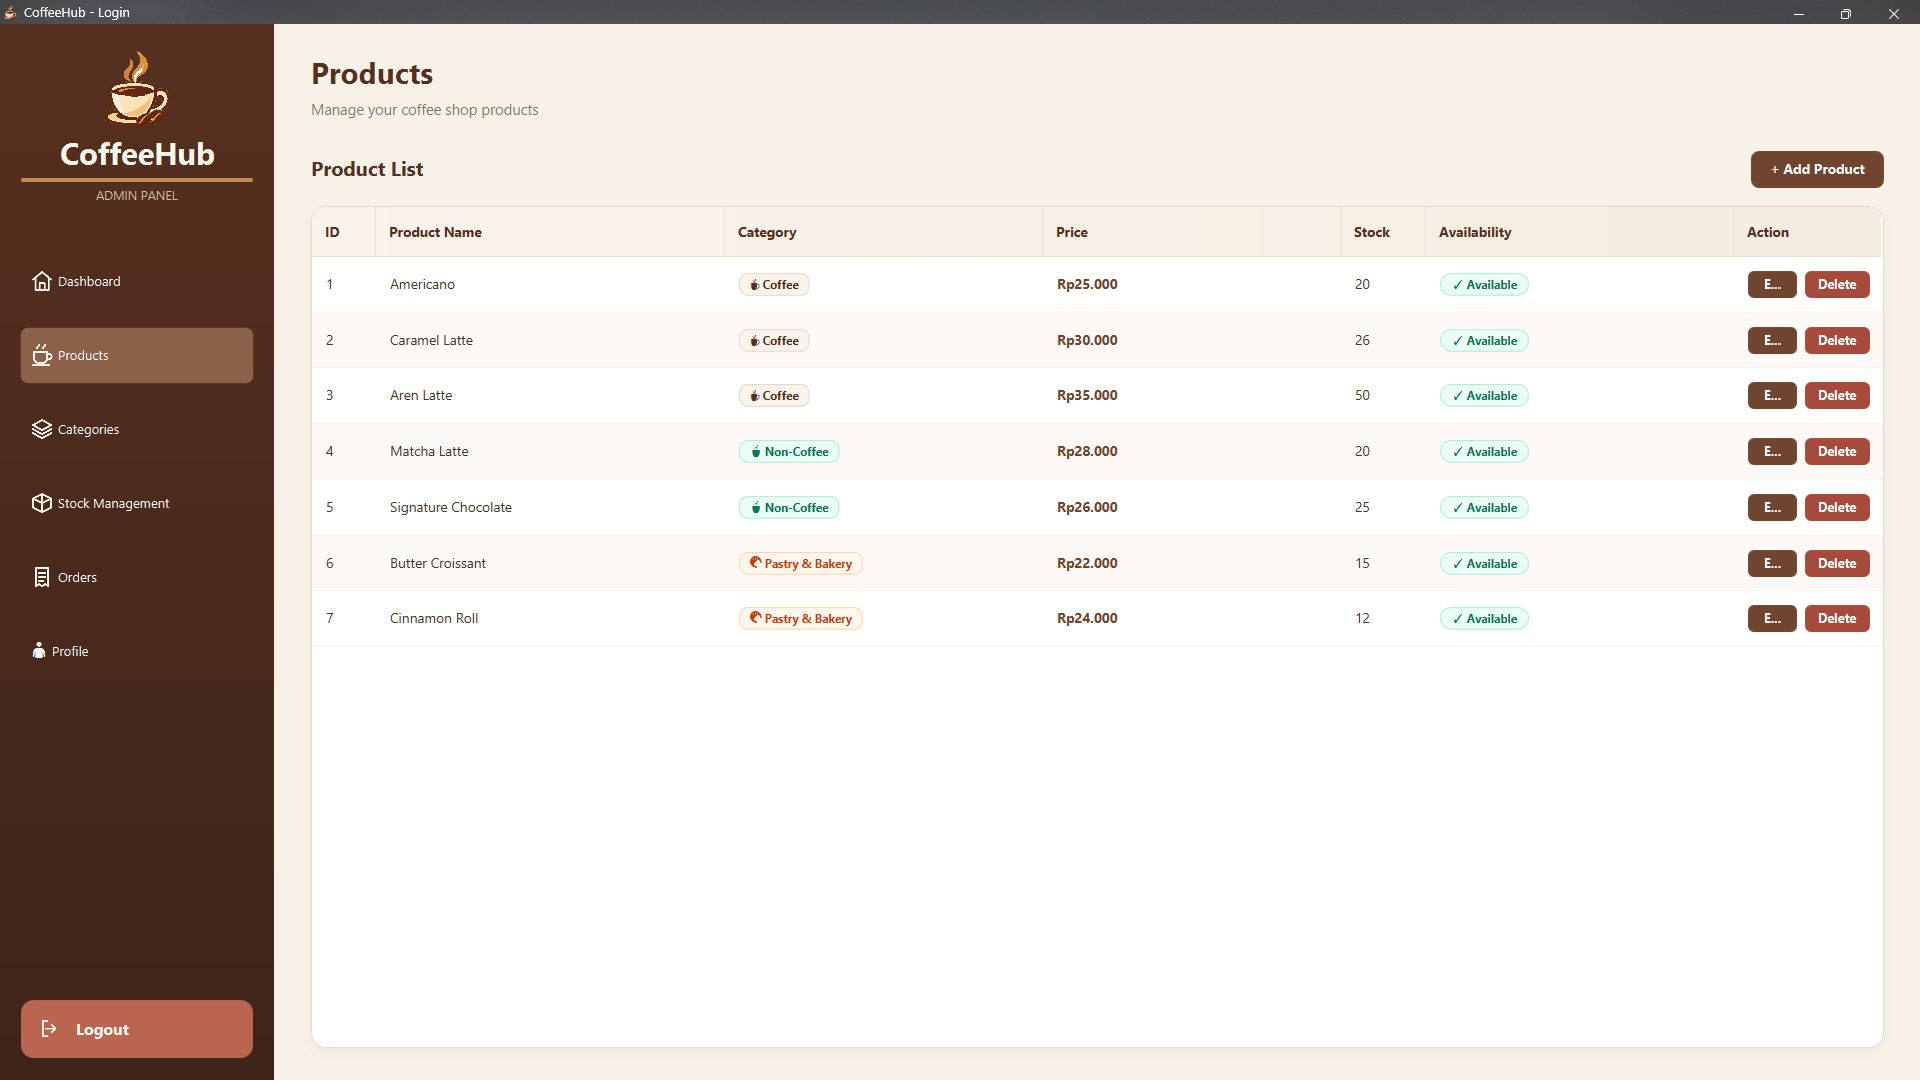 CoffeeHub - Login
CoffeeHub
ADMIN PANEL
Dashboard
Products
Categories
Stock Management
Orders
Profile
Logout
Products
Manage your coffee shop products
Product List
+ Add Product
ID Product Name Category Price Stock Availability Action
1 Americano Coffee Rp25.000 20 ✓ Available E... Delete
2 Caramel Latte Coffee Rp30.000 26 ✓ Available E... Delete
3 Aren Latte Coffee Rp35.000 50 ✓ Available E... Delete
4 Matcha Latte Non-Coffee Rp28.000 20 ✓ Available E... Delete
5 Signature Chocolate Non-Coffee Rp26.000 25 ✓ Available E... Delete
6 Butter Croissant Pastry & Bakery Rp22.000 15 ✓ Available E... Delete
7 Cinnamon Roll Pastry & Bakery Rp24.000 12 ✓ Available E... Delete